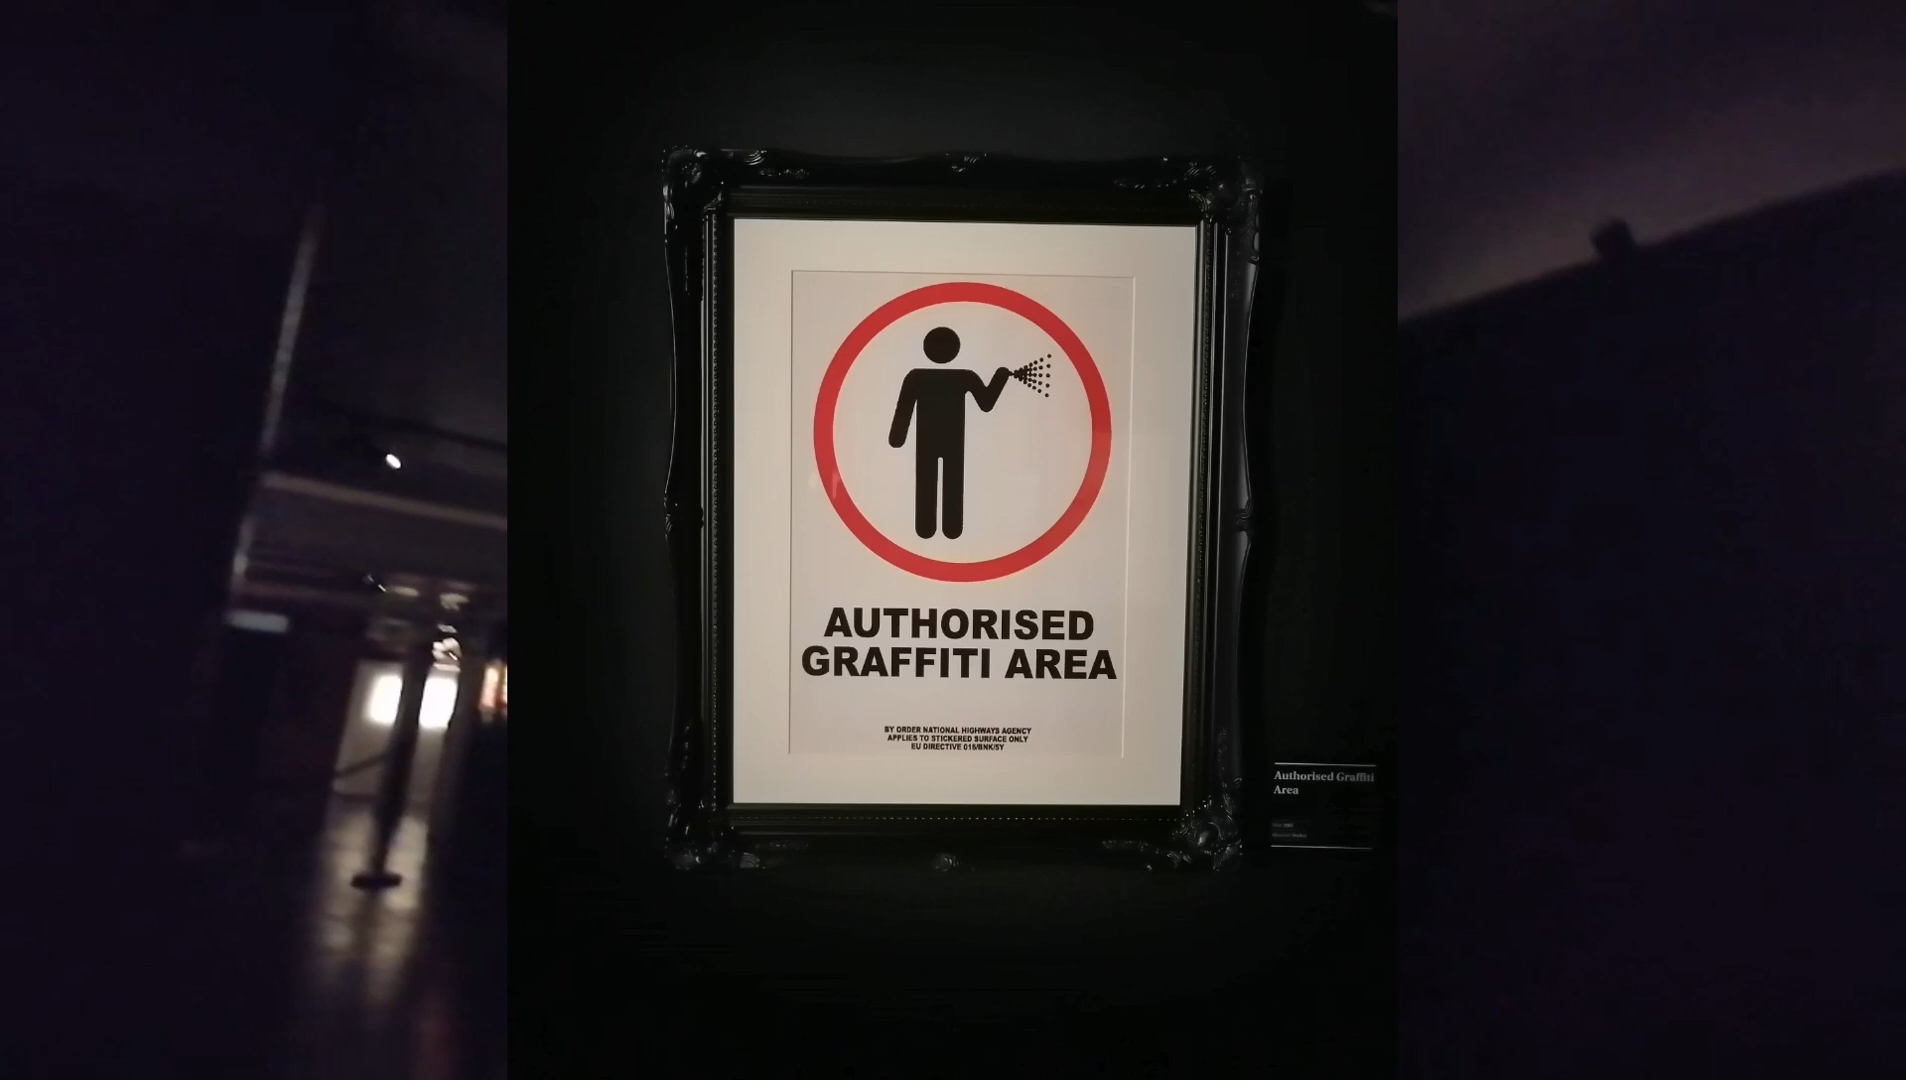 AUTHORISED
GRAFFITI AREA
BY ORDER NATIONAL HIGHWAYS AGENCY
APPLIES TO STICKERED SURFACE ONLY
EU DIRECTIVE 016/BNK/SY
Authorised Graffiti
Area